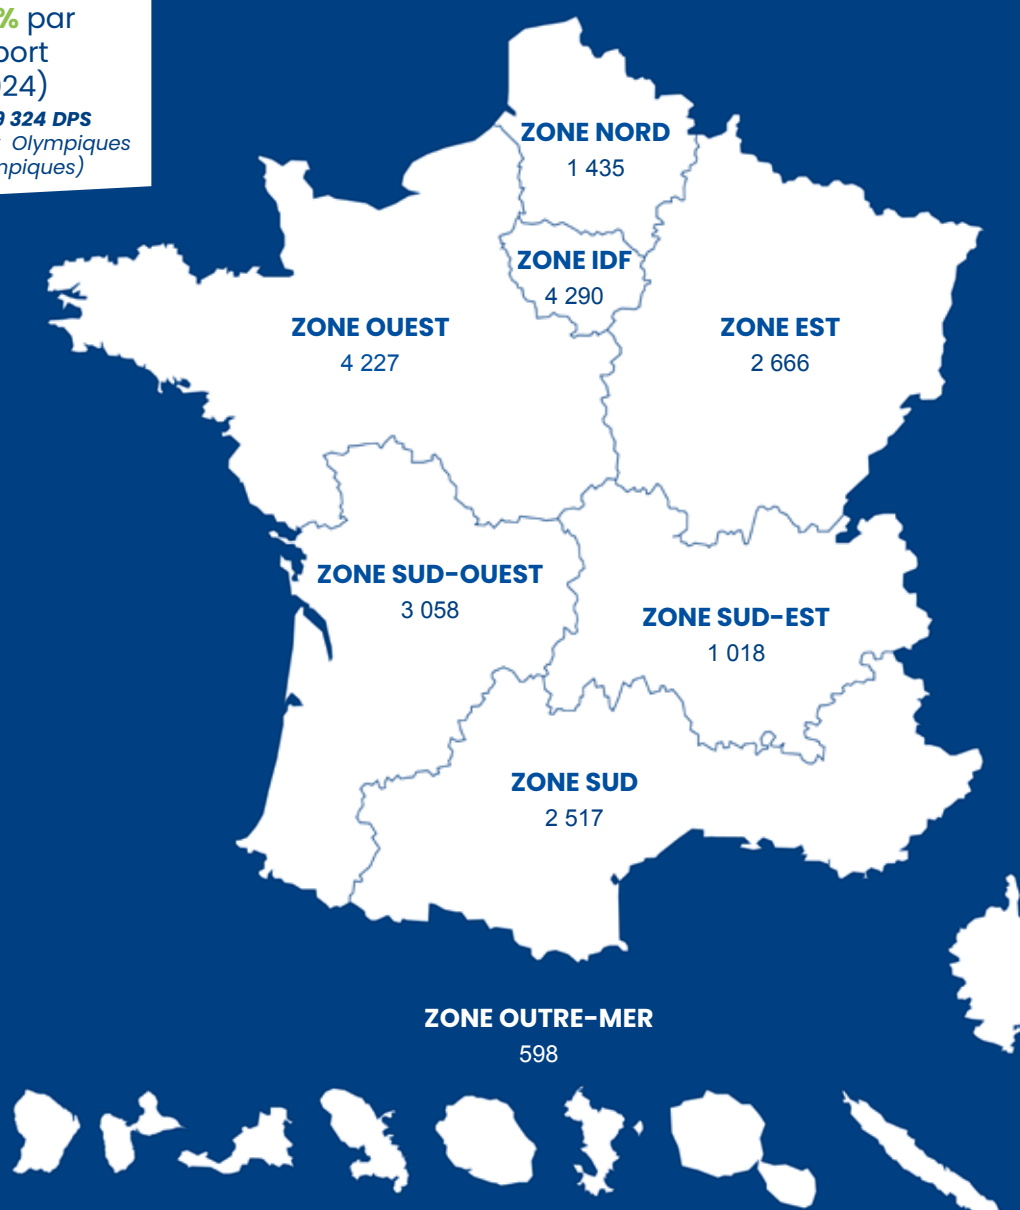 % par
24)
324 DPS
Olympiques
ZONE NORD
1 435
ZONE IDF
4 290
ZONE OUEST
4 227
ZONE EST
2 666
ZONE SUD-OUEST
3 058
ZONE SUD-EST
1 018
ZONE SUD
2 517
ZONE OUTRE-MER
598